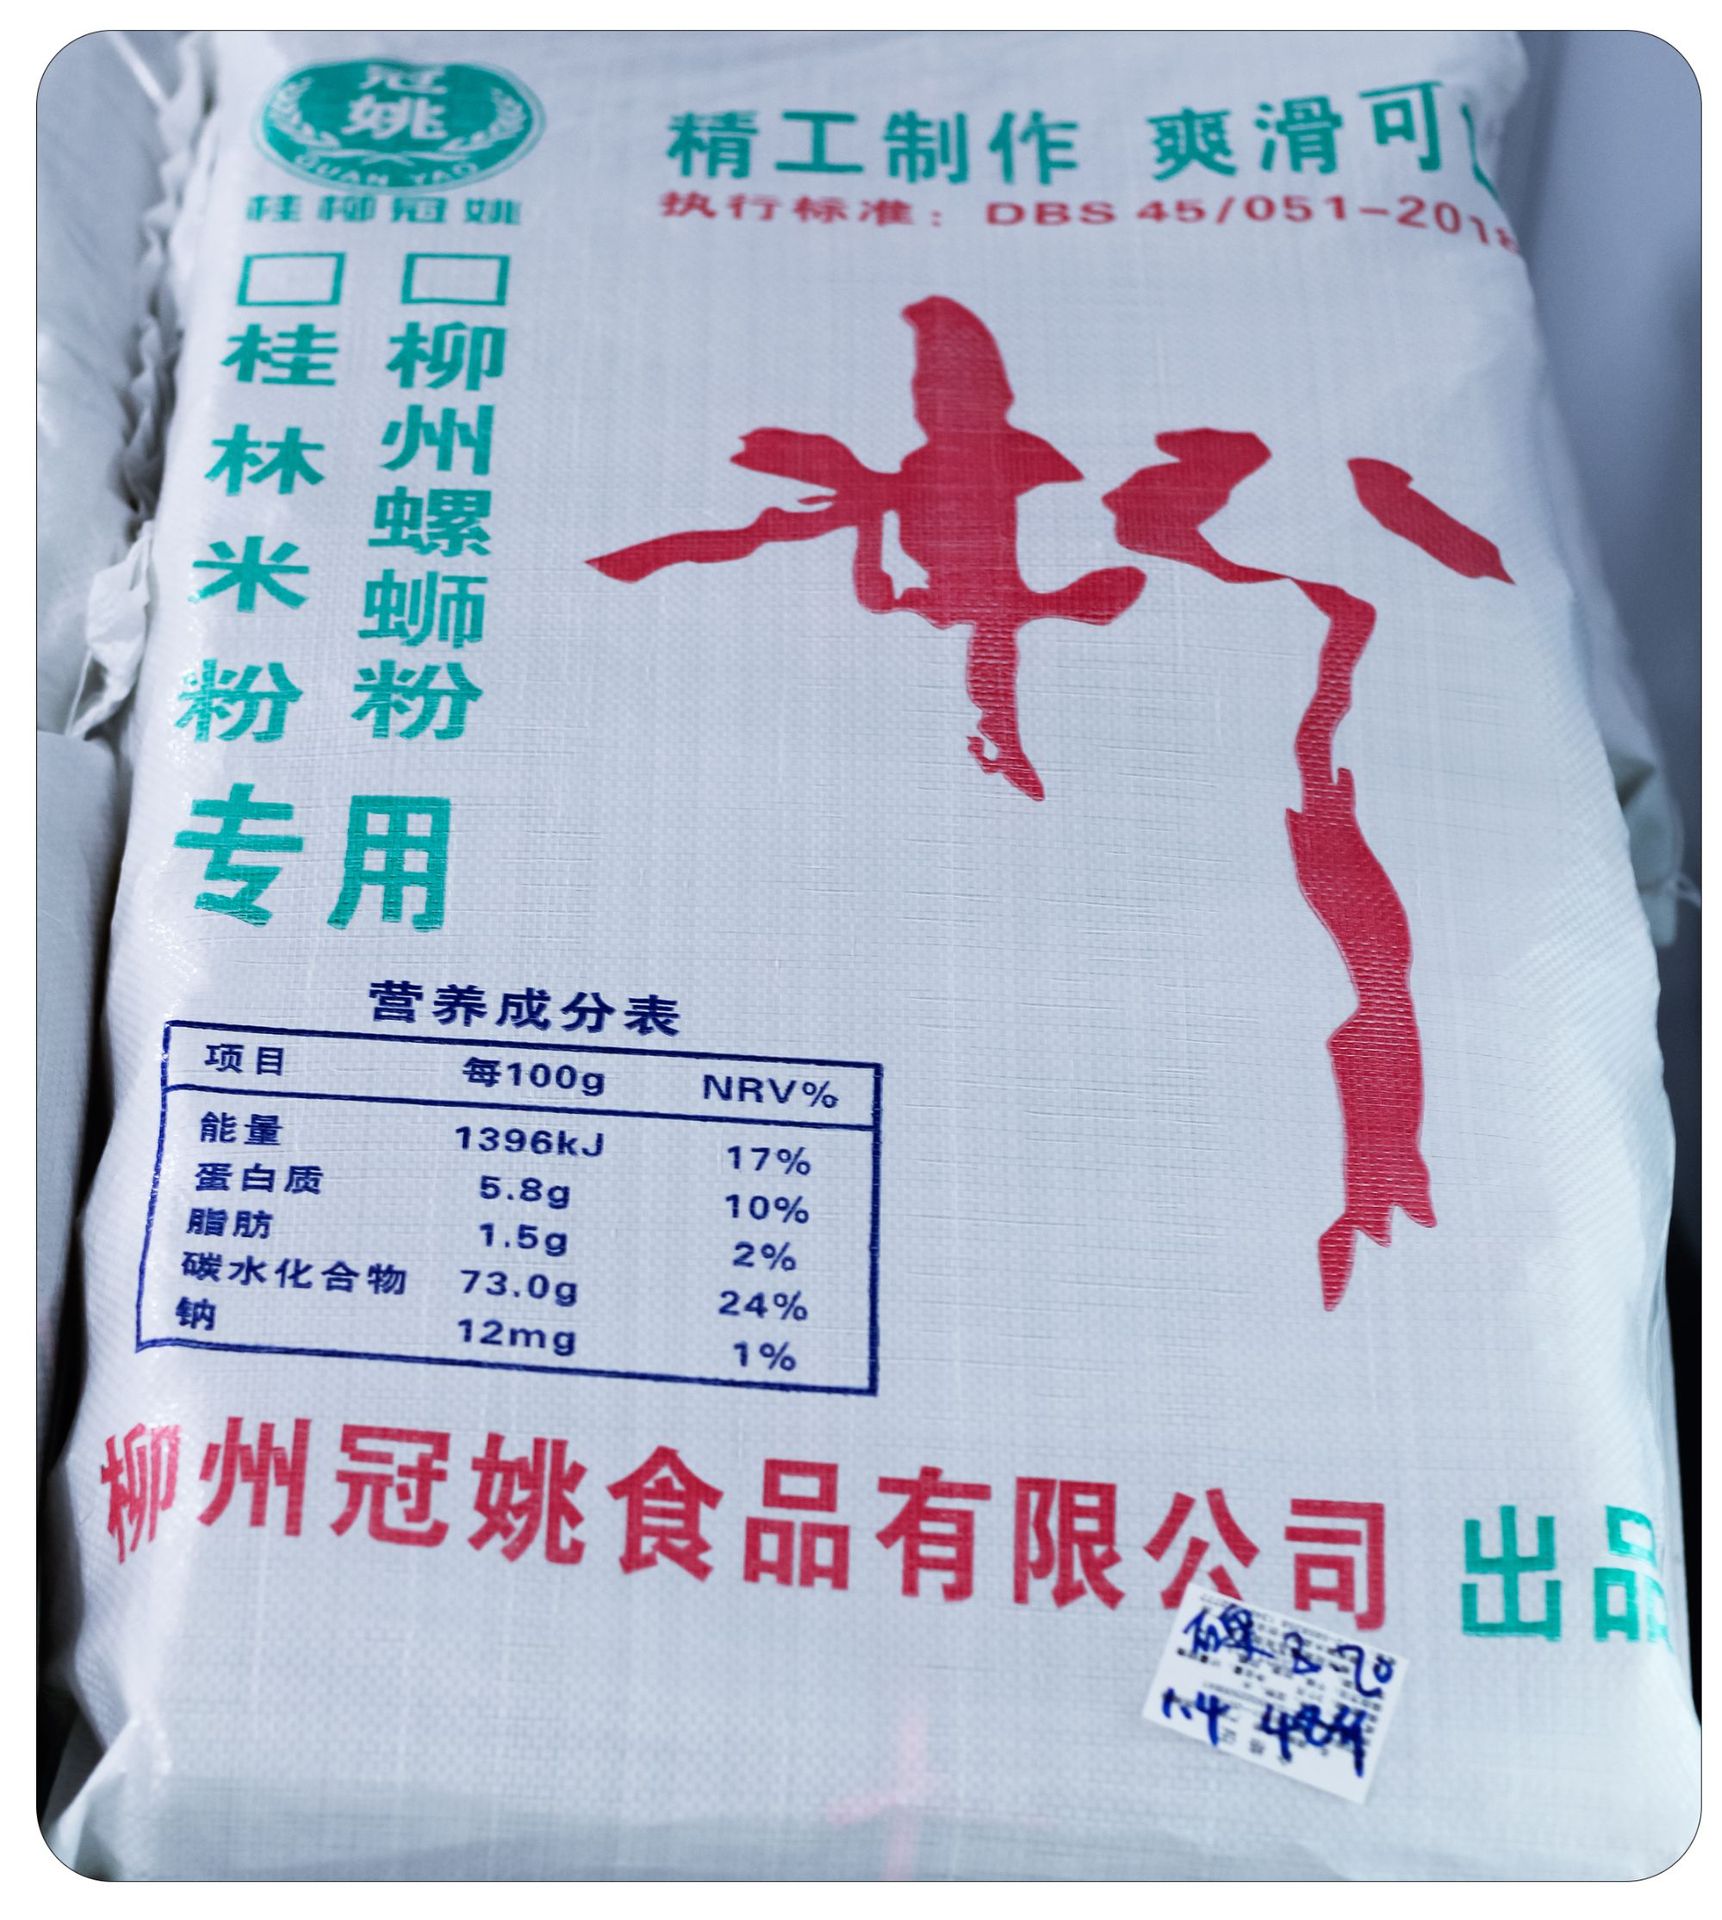 冠
姚
GUAN YAO
桂柳冠姚
精工制作 爽滑可
执行标准：DBS 45/051-2018
□柳州螺蛳粉
□桂林米粉
专用
粉
营养成分表
项目 每100g NRV%
能量 1396kJ 17%
蛋白质 5.8g 10%
脂肪 1.5g 2%
碳水化合物 73.0g 24%
钠 12mg 1%
柳州冠姚食品有限公司 出品
3-20